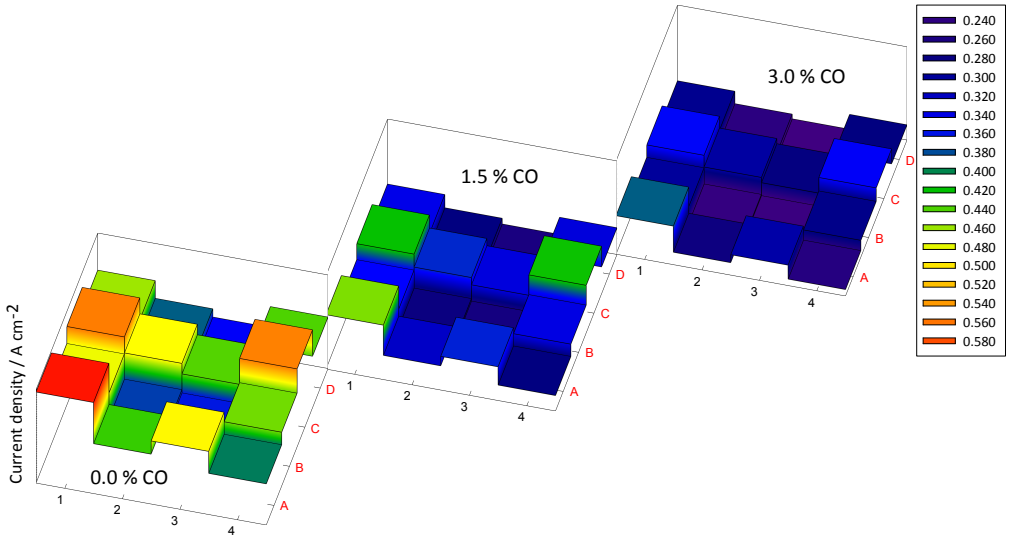 3.0 % CO
1.5 % CO
0.0 % CO
Current density / A cm⁻²
1
2
3
4
A
B
C
D
1
2
3
4
A
B
C
D
1
2
3
4
A
B
C
D
0.240
0.260
0.280
0.300
0.320
0.340
0.360
0.380
0.400
0.420
0.440
0.460
0.480
0.500
0.520
0.540
0.560
0.580